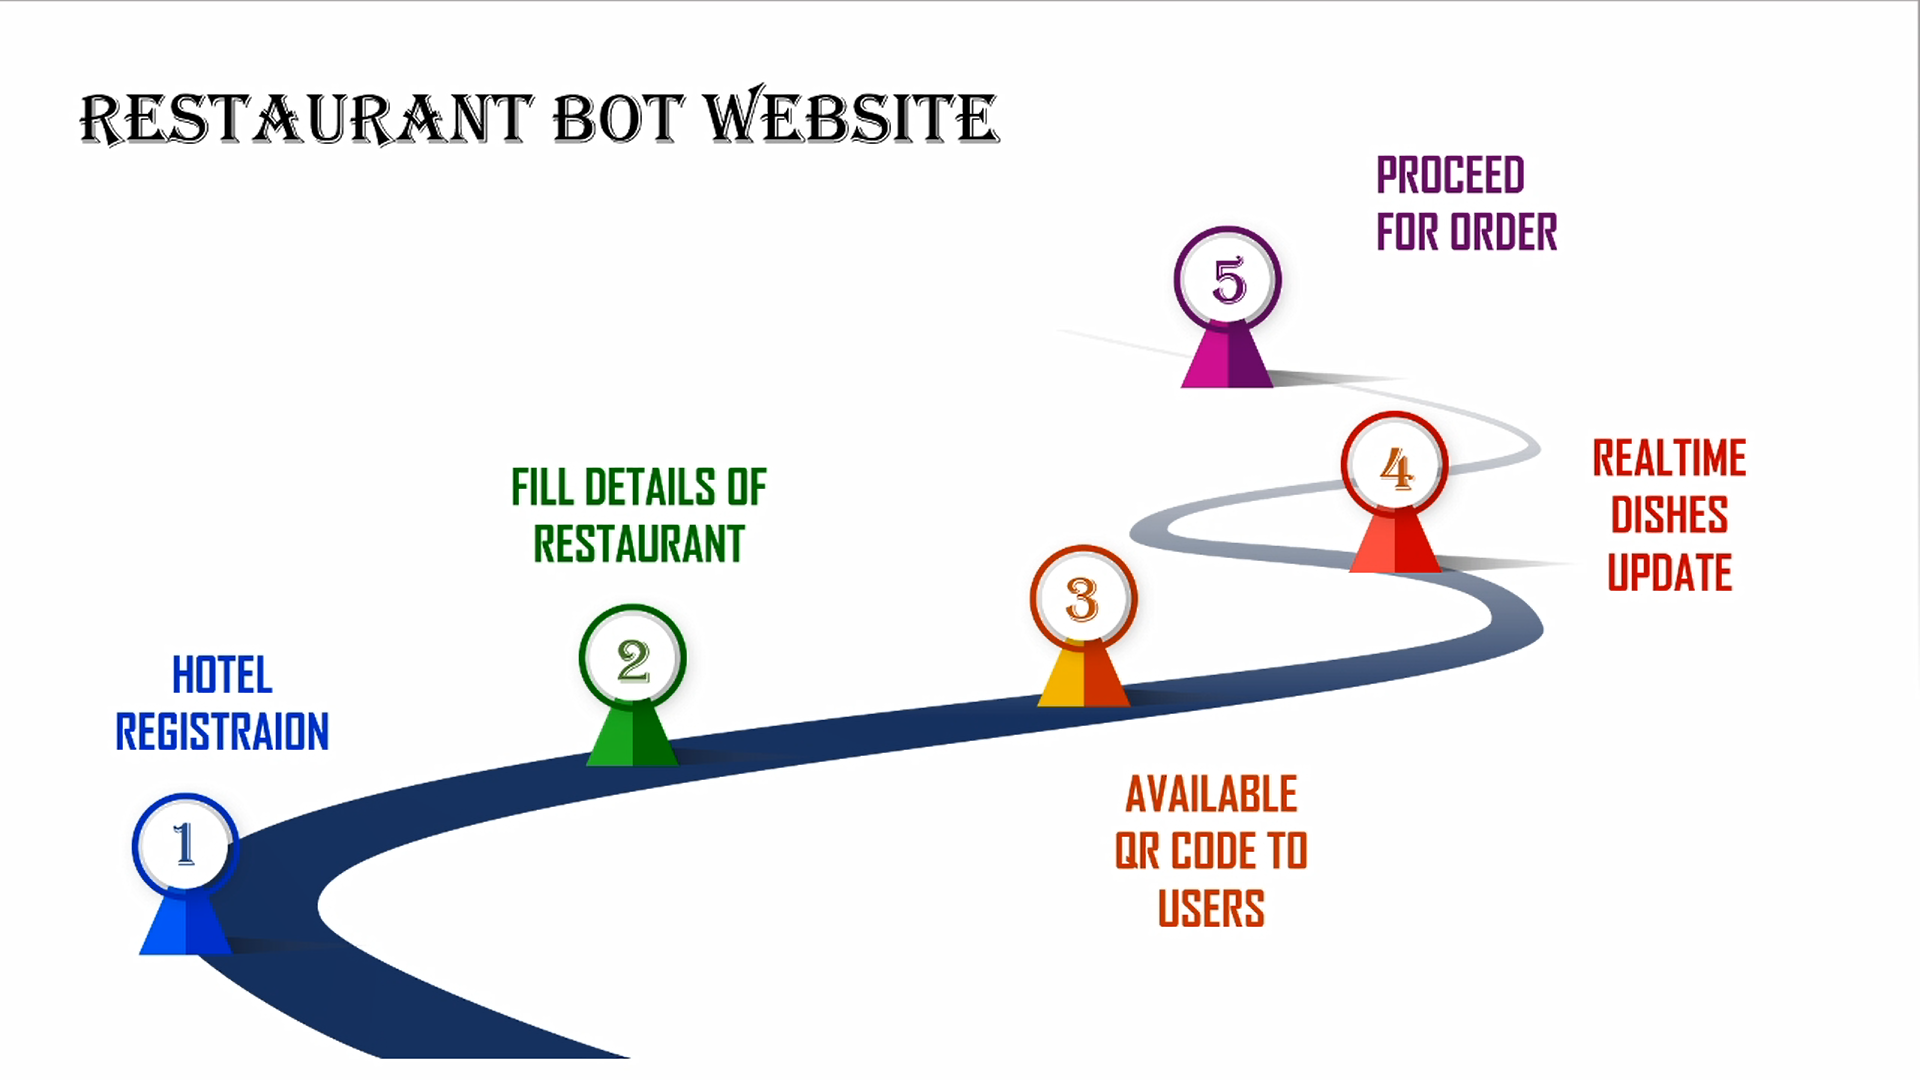 RESTAURANT BOT WEBSITE
1
HOTEL
REGISTRAION
2
FILL DETAILS OF
RESTAURANT
3
AVAILABLE
QR CODE TO
USERS
4
REALTIME
DISHES
UPDATE
5
PROCEED
FOR ORDER